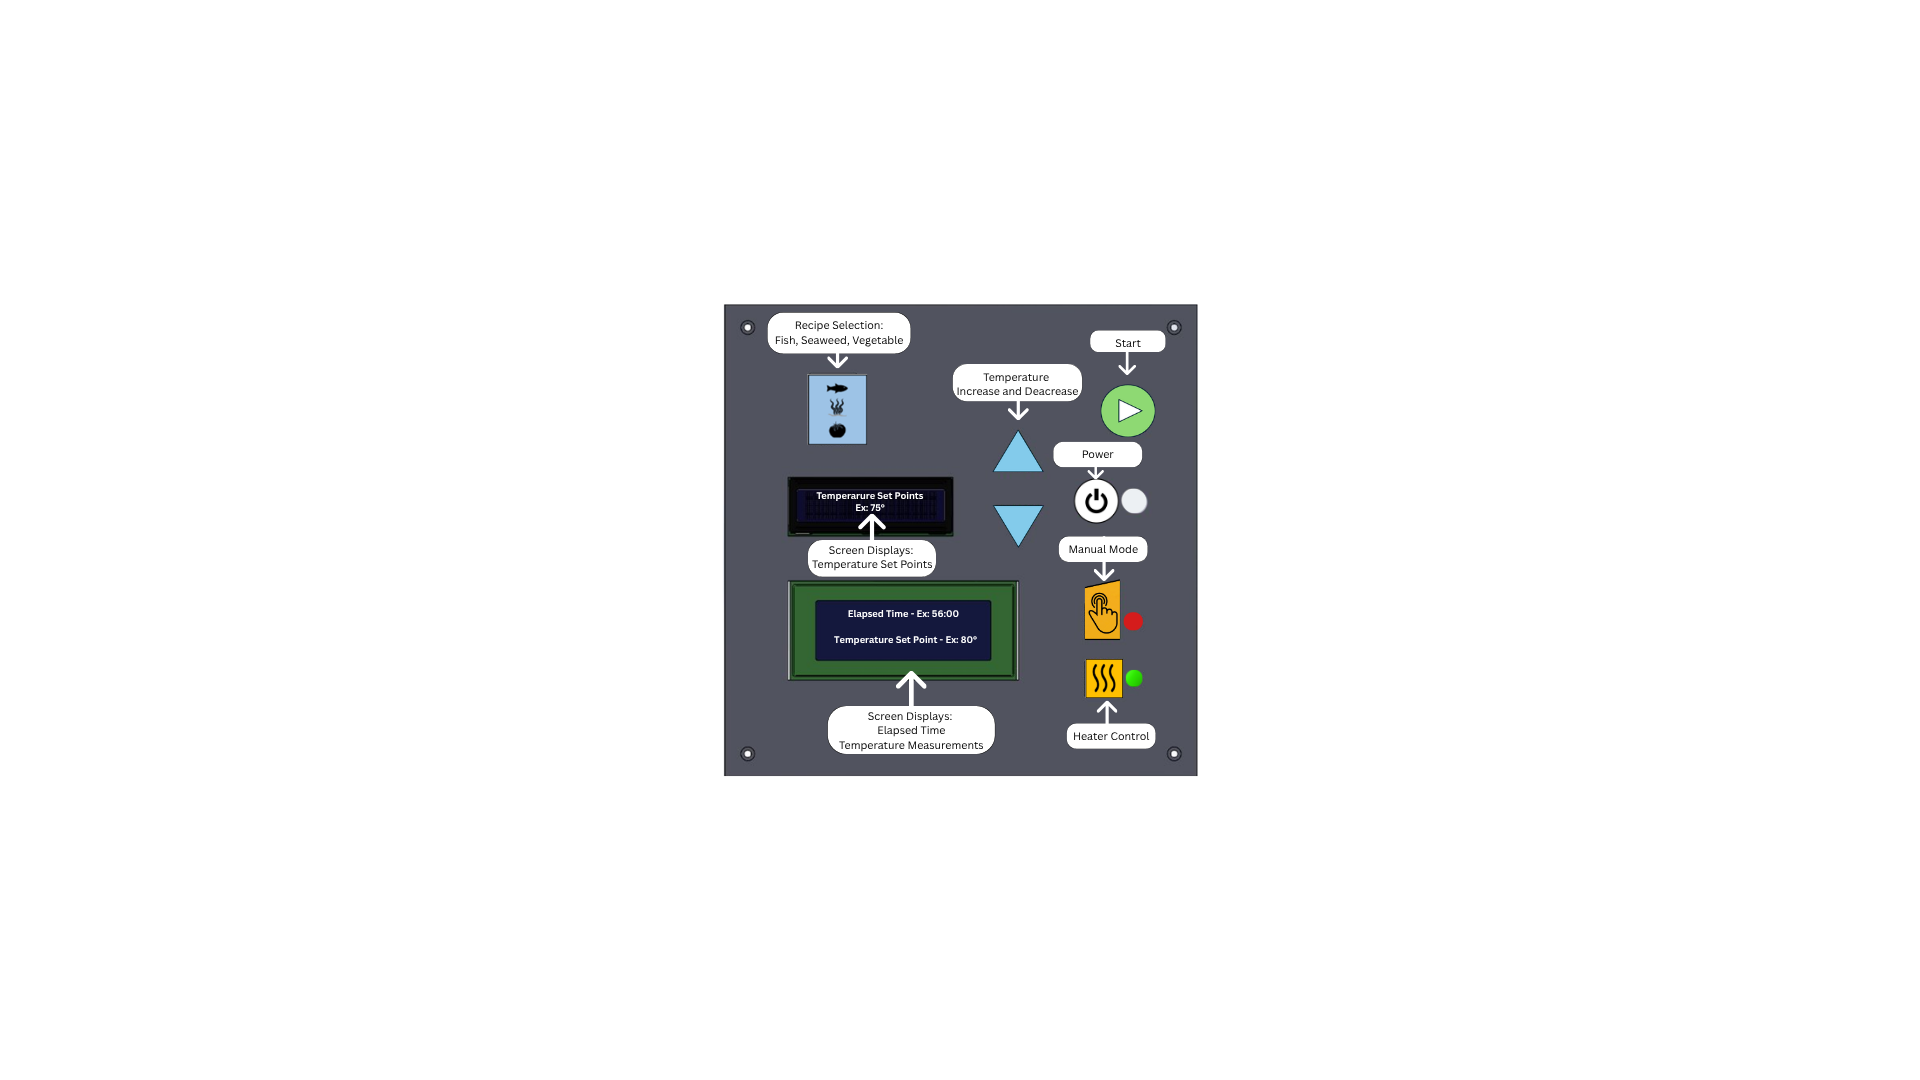 Recipe Selection:
Fish, Seaweed, Vegetable
Start
Temperature
Increase and Deacrease
Power
Temperarure Set Points
Ex: 75°
Screen Displays:
Temperature Set Points
Manual Mode
Elapsed Time - Ex: 56:00
Temperature Set Point - Ex: 80°
Screen Displays:
Elapsed Time
Temperature Measurements
Heater Control